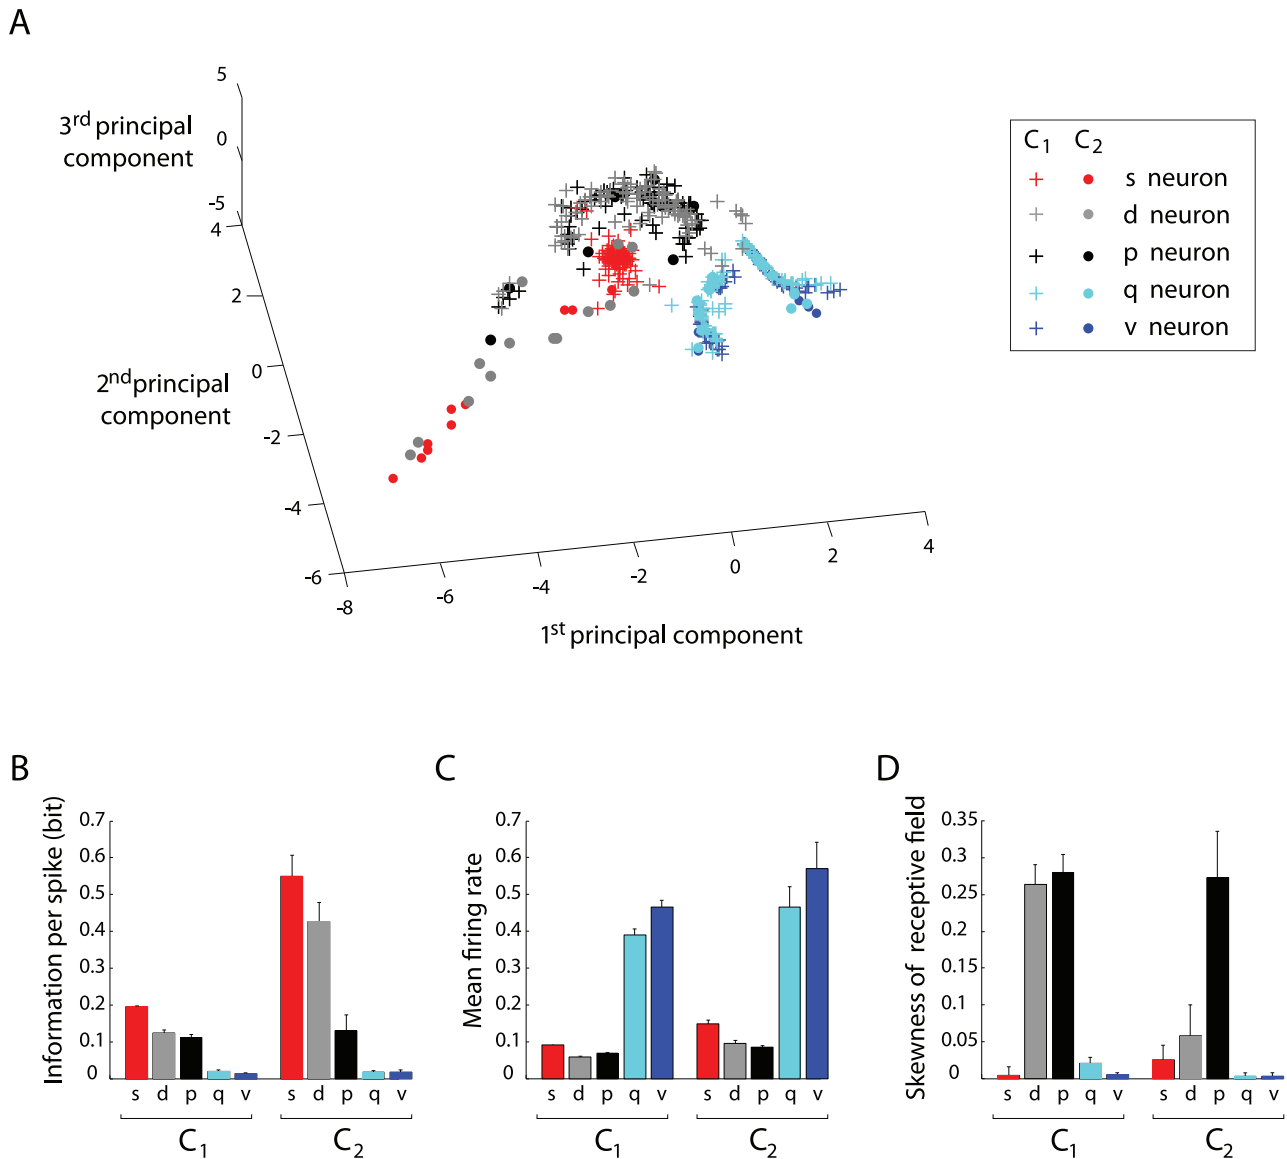 A
5
0
-5
3rd principal
component
4
2
0
-2
-4
-6
2nd principal
component
-8
-6
-4
-2
0
2
4
1st principal component
C1 C2
s neuron
d neuron
p neuron
q neuron
v neuron
B
Information per spike (bit)
0.7
0.6
0.5
0.4
0.3
0.2
0.1
0
s d p q v s d p q v
C1 C2
C
Mean firing rate
0.7
0.6
0.5
0.4
0.3
0.2
0.1
0
s d p q v s d p q v
C1 C2
D
Skewness of receptive field
0.35
0.3
0.25
0.2
0.15
0.1
0.05
0
s d p q v s d p q v
C1 C2